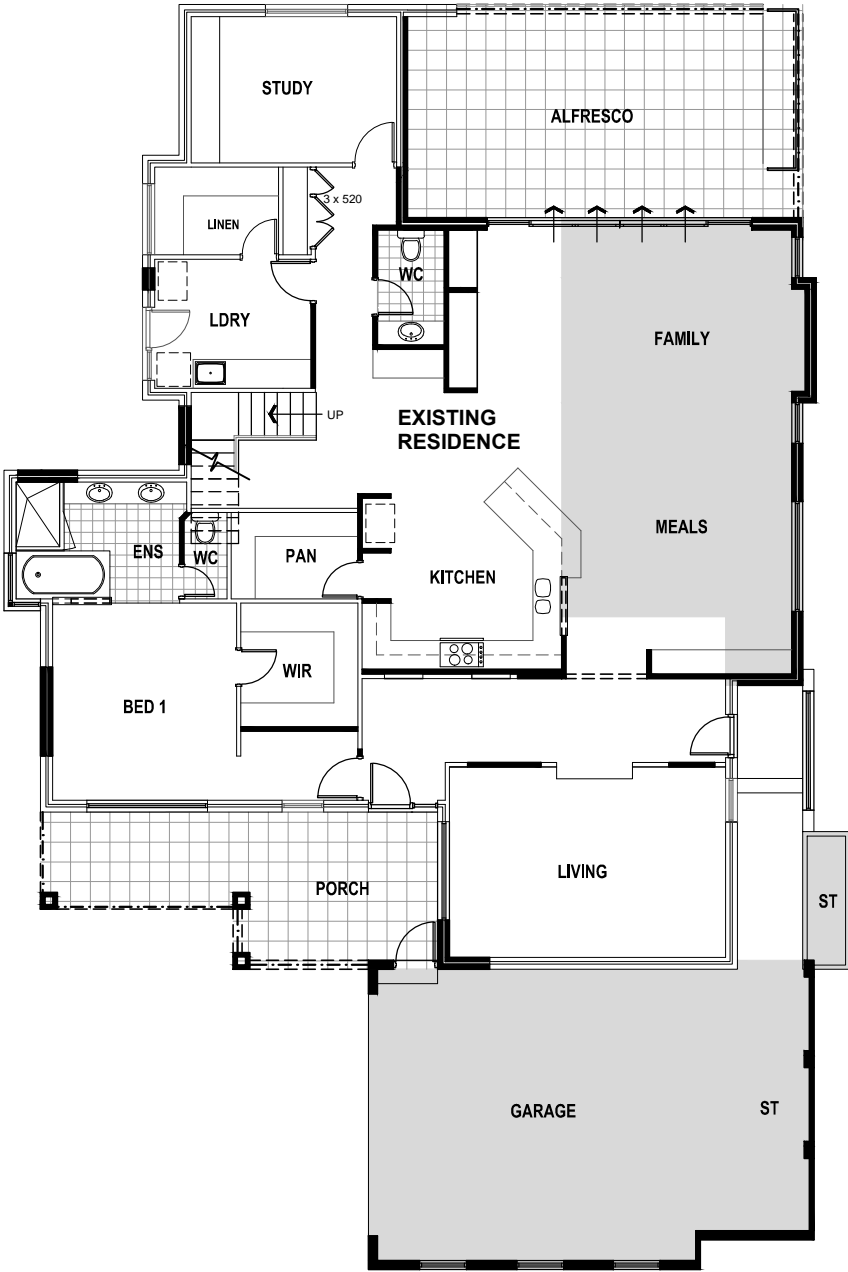 STUDY
ALFRESCO
3 x 520
LINEN
WC
LDRY
FAMILY
UP
EXISTING
RESIDENCE
MEALS
ENS
WC
PAN
KITCHEN
WIR
BED 1
LIVING
PORCH
ST
GARAGE
ST